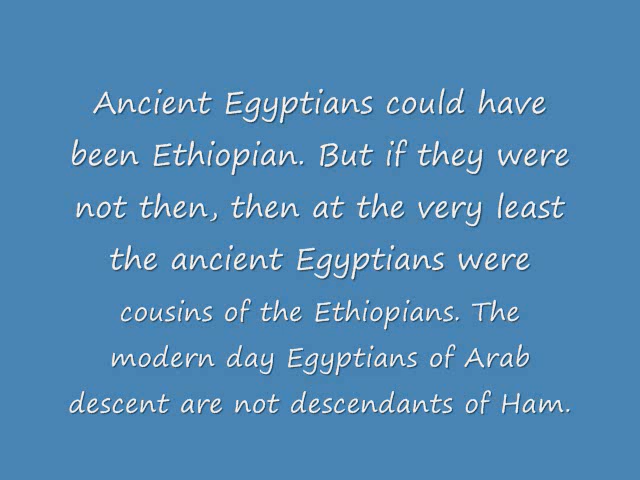 Ancient Egyptians could have
been Ethiopian. But if they were
not then, then at the very least
the ancient Egyptians were
cousins of the Ethiopians. The
modern day Egyptians of Arab
descent are not descendants of Ham.